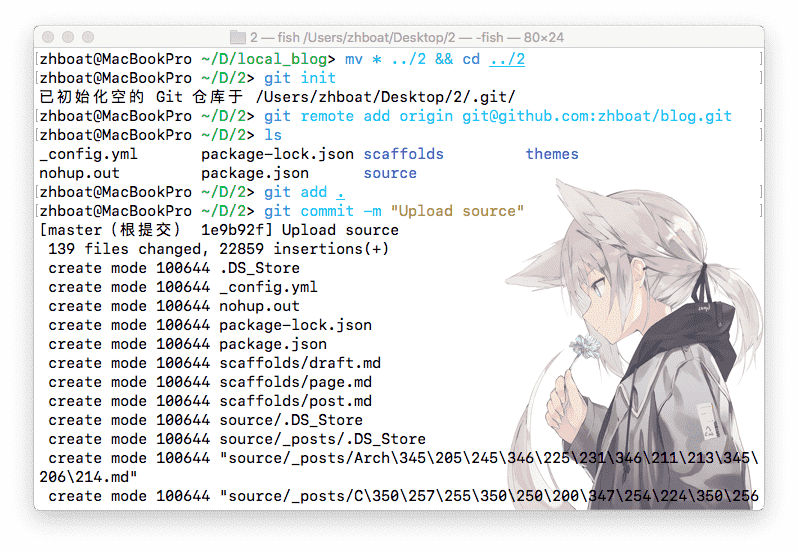 2 — fish /Users/zhboat/Desktop/2 — -fish — 80×24
[zhboat@MacBookPro ~/D/local_blog> mv * ../2 && cd ../2 ]
[zhboat@MacBookPro ~/D/2> git init ]
已初始化空的 Git 仓库于 /Users/zhboat/Desktop/2/.git/
[zhboat@MacBookPro ~/D/2> git remote add origin git@github.com:zhboat/blog.git ]
[zhboat@MacBookPro ~/D/2> ls ]
_config.yml package-lock.json scaffolds themes
nohup.out package.json source
[zhboat@MacBookPro ~/D/2> git add . ]
[zhboat@MacBookPro ~/D/2> git commit -m "Upload source" ]
[master（根提交） 1e9b92f] Upload source
139 files changed, 22859 insertions(+)
create mode 100644 .DS_Store
create mode 100644 _config.yml
create mode 100644 nohup.out
create mode 100644 package-lock.json
create mode 100644 package.json
create mode 100644 scaffolds/draft.md
create mode 100644 scaffolds/page.md
create mode 100644 scaffolds/post.md
create mode 100644 source/.DS_Store
create mode 100644 source/_posts/.DS_Store
create mode 100644 "source/_posts/Arch\345\205\245\346\225\231\346\211\213\345\
206\214.md"
create mode 100644 "source/_posts/C\350\257\255\350\250\200\347\254\224\350\256